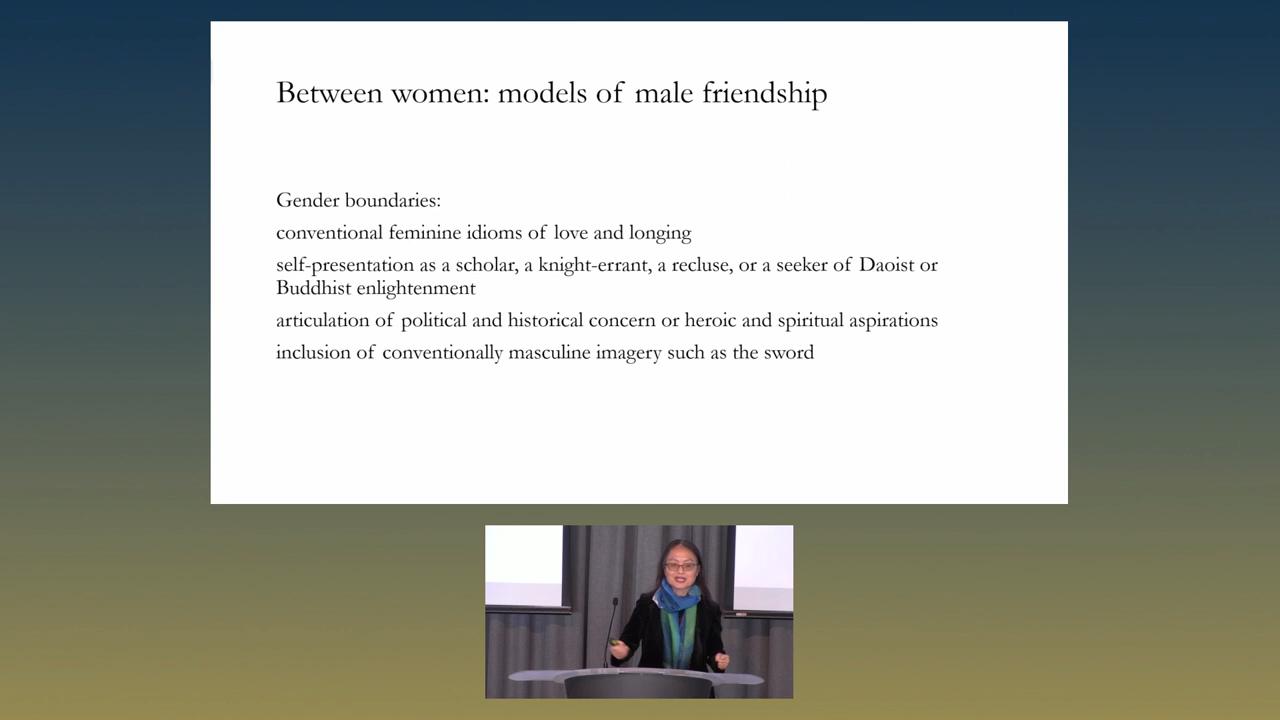 Between women: models of male friendship
Gender boundaries:
conventional feminine idioms of love and longing
self-presentation as a scholar, a knight-errant, a recluse, or a seeker of Daoist or
Buddhist enlightenment
articulation of political and historical concern or heroic and spiritual aspirations
inclusion of conventionally masculine imagery such as the sword